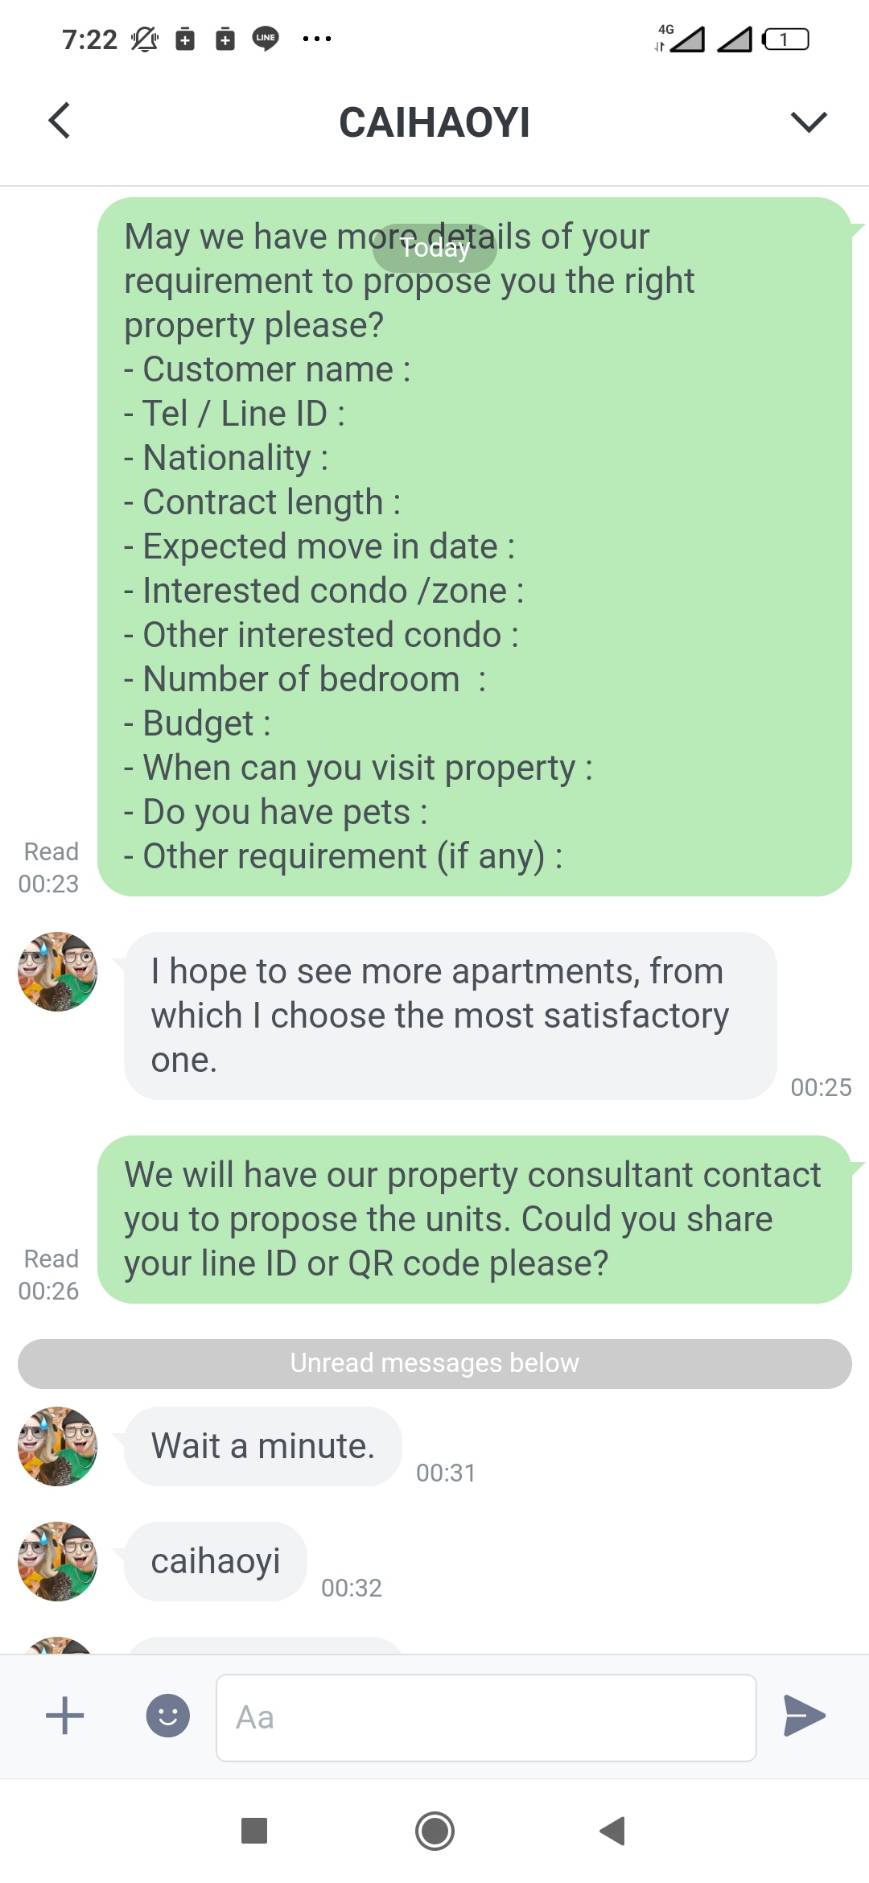 7:22
LINE
4G
1
CAIHAOYI
Today
May we have more details of your
requirement to propose you the right
property please?
- Customer name :
- Tel / Line ID :
- Nationality :
- Contract length :
- Expected move in date :
- Interested condo /zone :
- Other interested condo :
- Number of bedroom  :
- Budget :
- When can you visit property :
- Do you have pets :
- Other requirement (if any) :
Read
00:23
I hope to see more apartments, from
which I choose the most satisfactory
one.
00:25
We will have our property consultant contact
you to propose the units. Could you share
your line ID or QR code please?
Read
00:26
Unread messages below
Wait a minute.
00:31
caihaoyi
00:32
Aa